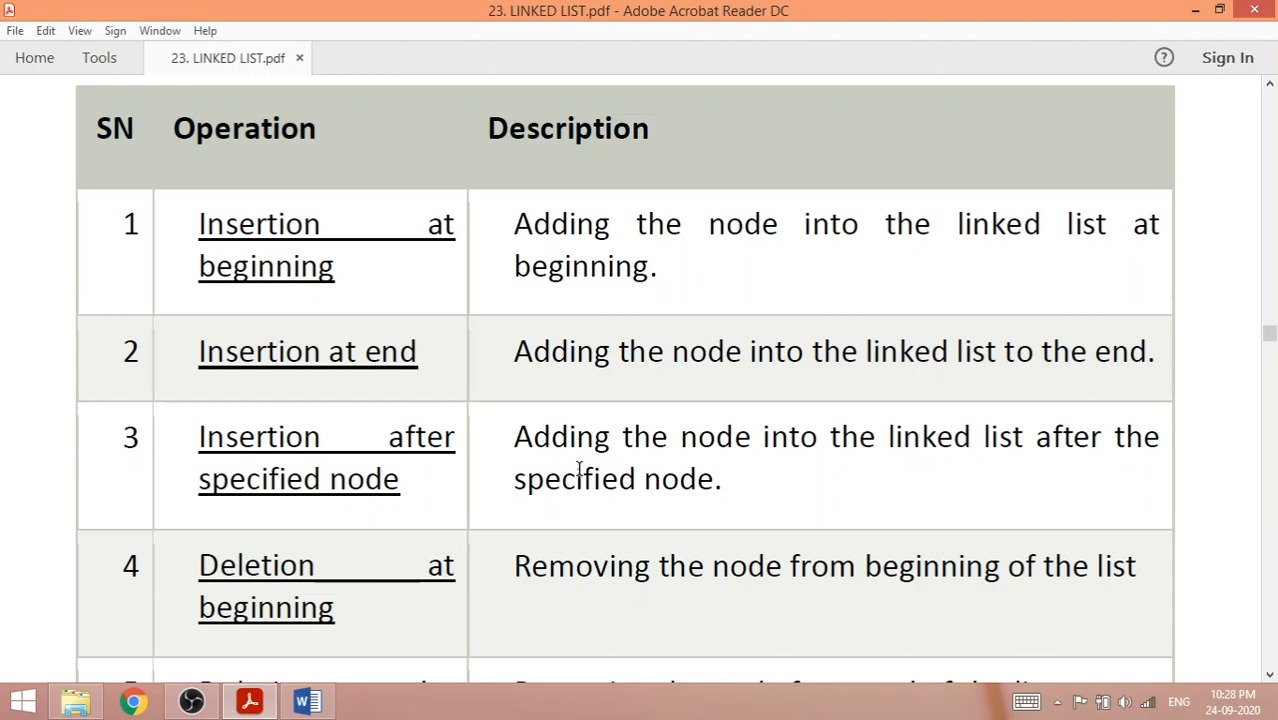 23. LINKED LIST.pdf - Adobe Acrobat Reader DC
File Edit View Sign Window Help
Home Tools 23. LINKED LIST.pdf × Sign In
SN Operation Description
1 Insertion at Adding the node into the linked list at
beginning beginning.
2 Insertion at end Adding the node into the linked list to the end.
3 Insertion after Adding the node into the linked list after the
specified node specified node.
4 Deletion at Removing the node from beginning of the list
beginning
ENG 10:28 PM
24-09-2020